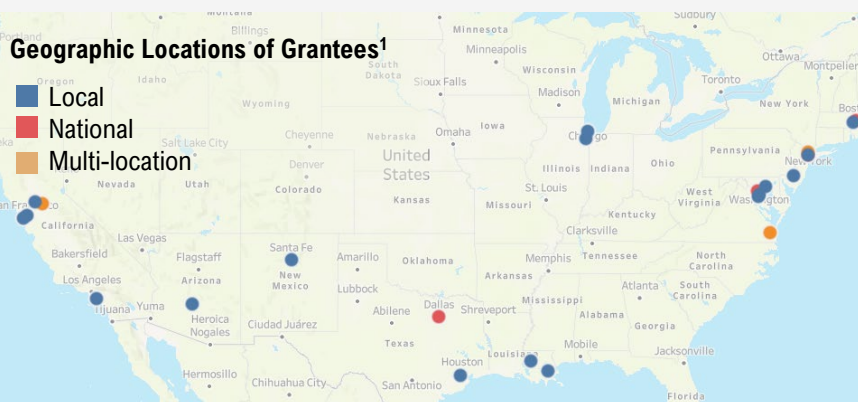 Montana
Sudbury
Portland
Billings
Minnesota
Geographic Locations of Grantees¹
Minneapolis
Ottawa
Montpelier
Oregon
Idaho
South
Dakota
Sioux Falls
Wisconsin
Toronto
Local
Wyoming
Madison
Michigan
New York
Boston
National
Salt Lake City
Cheyenne
Nebraska
Omaha
Iowa
Chicago
Pennsylvania
New York
Multi-location
Denver
United
States
Illinois
Indiana
Ohio
Nevada
Utah
Colorado
Kansas
St. Louis
Missouri
West
Virginia
Washington
San Francisco
California
Kentucky
Las Vegas
Clarksville
Bakersfield
Flagstaff
Santa Fe
Amarillo
Oklahoma
Memphis
Tennessee
North
Carolina
Los Angeles
Arizona
New
Mexico
Lubbock
Arkansas
Atlanta
South
Carolina
Tijuana
Yuma
Heroica
Nogales
Ciudad Juárez
Abilene
Dallas
Shreveport
Mississippi
Alabama
Georgia
Texas
Louisiana
Mobile
Jacksonville
Houston
Hermosillo
Chihuahua City
San Antonio
Florida